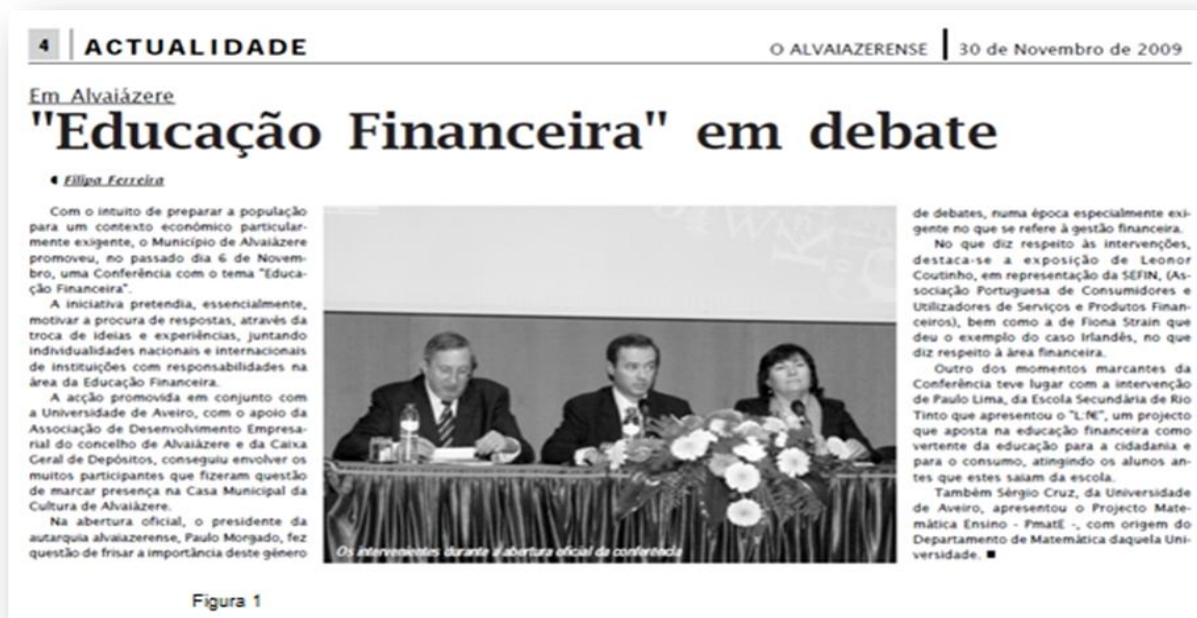 4 ACTUALIDADE
O ALVAIAZERENSE 30 de Novembro de 2009
Em Alvaiázere
"Educação Financeira" em debate
Filipa Ferreira
Com o intuito de preparar a população
para um contexto económico particular-
mente exigente, o Município de Alvaiázere
promoveu, no passado dia 6 de Novem-
bro, uma Conferência com o tema "Educa-
ção Financeira".
A iniciativa pretendia, essencialmente,
motivar a procura de respostas, através da
troca de ideias e experiências, juntando
individualidades nacionais e internacionais
de instituições com responsabilidades na
área da Educação Financeira.
A acção promovida em conjunto com
a Universidade de Aveiro, com o apoio da
Associação de Desenvolvimento Empresa-
rial do concelho de Alvaiázere e da Caixa
Geral de Depósitos, conseguiu envolver os
muitos participantes que fizeram questão
de marcar presença na Casa Municipal da
Cultura de Alvaiázere.
Na abertura oficial, o presidente da
autarquia alvaiazerense, Paulo Morgado, fez
questão de frisar a importância deste género
Os intervenientes durante a abertura oficial da conferência
de debates, numa época especialmente exi-
gente no que se refere à gestão financeira.
No que diz respeito às intervenções,
destaca-se a exposição de Leonor
Coutinho, em representação da SEFIN, (As-
sociação Portuguesa de Consumidores e
Utilizadores de Serviços e Produtos Finan-
ceiros), bem como a de Fiona Strain que
deu o exemplo do caso Irlandês, no que
diz respeito à área financeira.
Outro dos momentos marcantes da
Conferência teve lugar com a intervenção
de Paulo Lima, da Escola Secundária de Rio
Tinto que apresentou o "L:f€", um projecto
que aposta na educação financeira como
vertente da educação para a cidadania e
para o consumo, atingindo os alunos an-
tes que estes saiam da escola.
Também Sérgio Cruz, da Universidade
de Aveiro, apresentou o Projecto Mate-
mática Ensino - PmatE -, com origem do
Departamento de Matemática daquela Uni-
versidade. ■
Figura 1